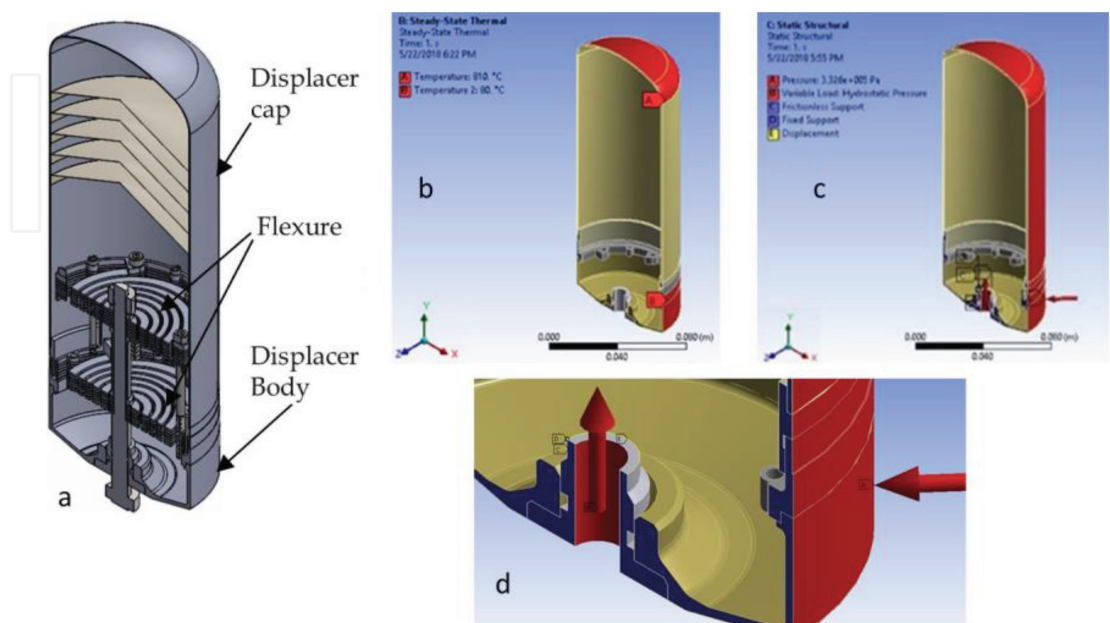 Displacer
cap
Flexure
Displacer
Body
a
B: Steady-State Thermal
Steady-State Thermal
Time: 1. s
5/22/2018 6:22 PM
A Temperature: 810. °C
B Temperature 2: 80. °C
A
B
b
Y
Z
X
0.000
0.080 (m)
0.040
C: Static Structural
Static Structural
Time: 1. s
5/22/2018 5:55 PM
A Pressure: 3.326e+005 Pa
B Variable Load: Hydrostatic Pressure
C Frictionless Support
D Fixed Support
E Displacement
c
Y
Z
X
0.000
0.080 (m)
0.040
D
C
A
d